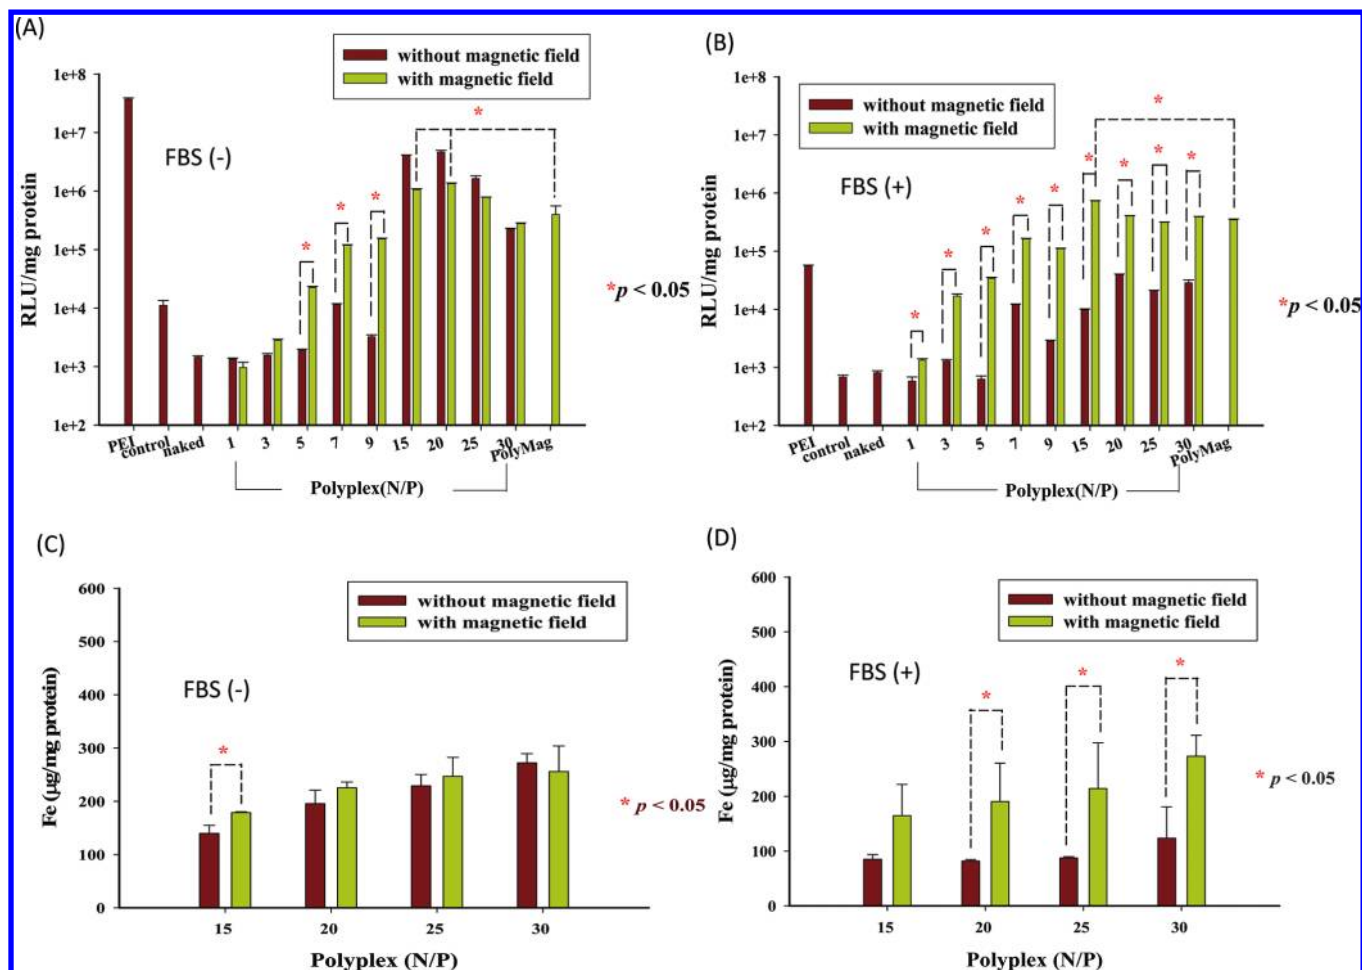 (A)
without magnetic field
with magnetic field
1e+8
1e+7
1e+6
1e+5
1e+4
1e+3
1e+2
RLU/mg protein
FBS (-)
*
*
*
*
*p < 0.05
PEI
control
naked
1
3
5
7
9
15
20
25
30
PolyMag
Polyplex(N/P)
(B)
without magnetic field
with magnetic field
1e+8
1e+7
1e+6
1e+5
1e+4
1e+3
1e+2
RLU/mg protein
FBS (+)
*
*
*
*
*
*
*
*
*
*
*p < 0.05
PEI
control
naked
1
3
5
7
9
15
20
25
30
PolyMag
Polyplex(N/P)
(C)
without magnetic field
with magnetic field
600
500
400
300
200
100
0
Fe (µg/mg protein)
FBS (-)
*
* p < 0.05
15
20
25
30
Polyplex (N/P)
(D)
without magnetic field
with magnetic field
600
500
400
300
200
100
0
Fe (µg/mg protein)
FBS (+)
*
*
*
* p < 0.05
15
20
25
30
Polyplex (N/P)